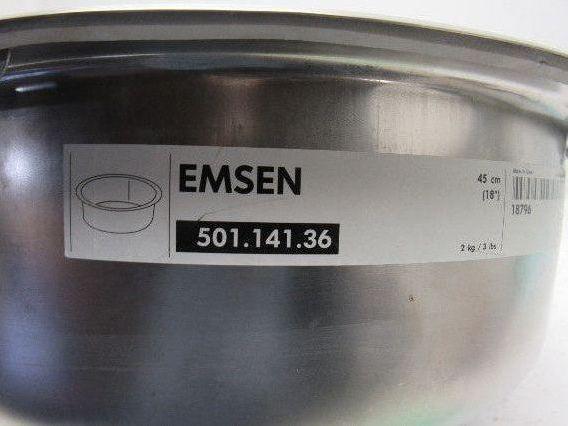 EMSEN
501.141.36
45 cm
(18")
2 kg / 3 lbs
18796